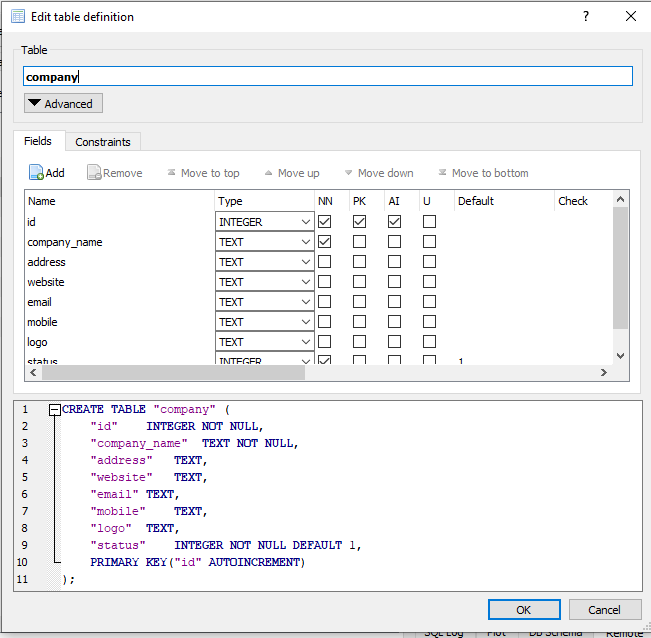 Edit table definition
?
Table
company
Advanced
Fields
Constraints
Add
Remove
Move to top
Move up
Move down
Move to bottom
Name Type NN PK AI U Default Check
id INTEGER
company_name TEXT
address TEXT
website TEXT
email TEXT
mobile TEXT
logo TEXT
status INTEGER 1
1 CREATE TABLE "company" (
2 "id" INTEGER NOT NULL,
3 "company_name" TEXT NOT NULL,
4 "address" TEXT,
5 "website" TEXT,
6 "email" TEXT,
7 "mobile" TEXT,
8 "logo" TEXT,
9 "status" INTEGER NOT NULL DEFAULT 1,
10 PRIMARY KEY("id" AUTOINCREMENT)
11 );
OK
Cancel
SQL Log Plot DB Schema Remote